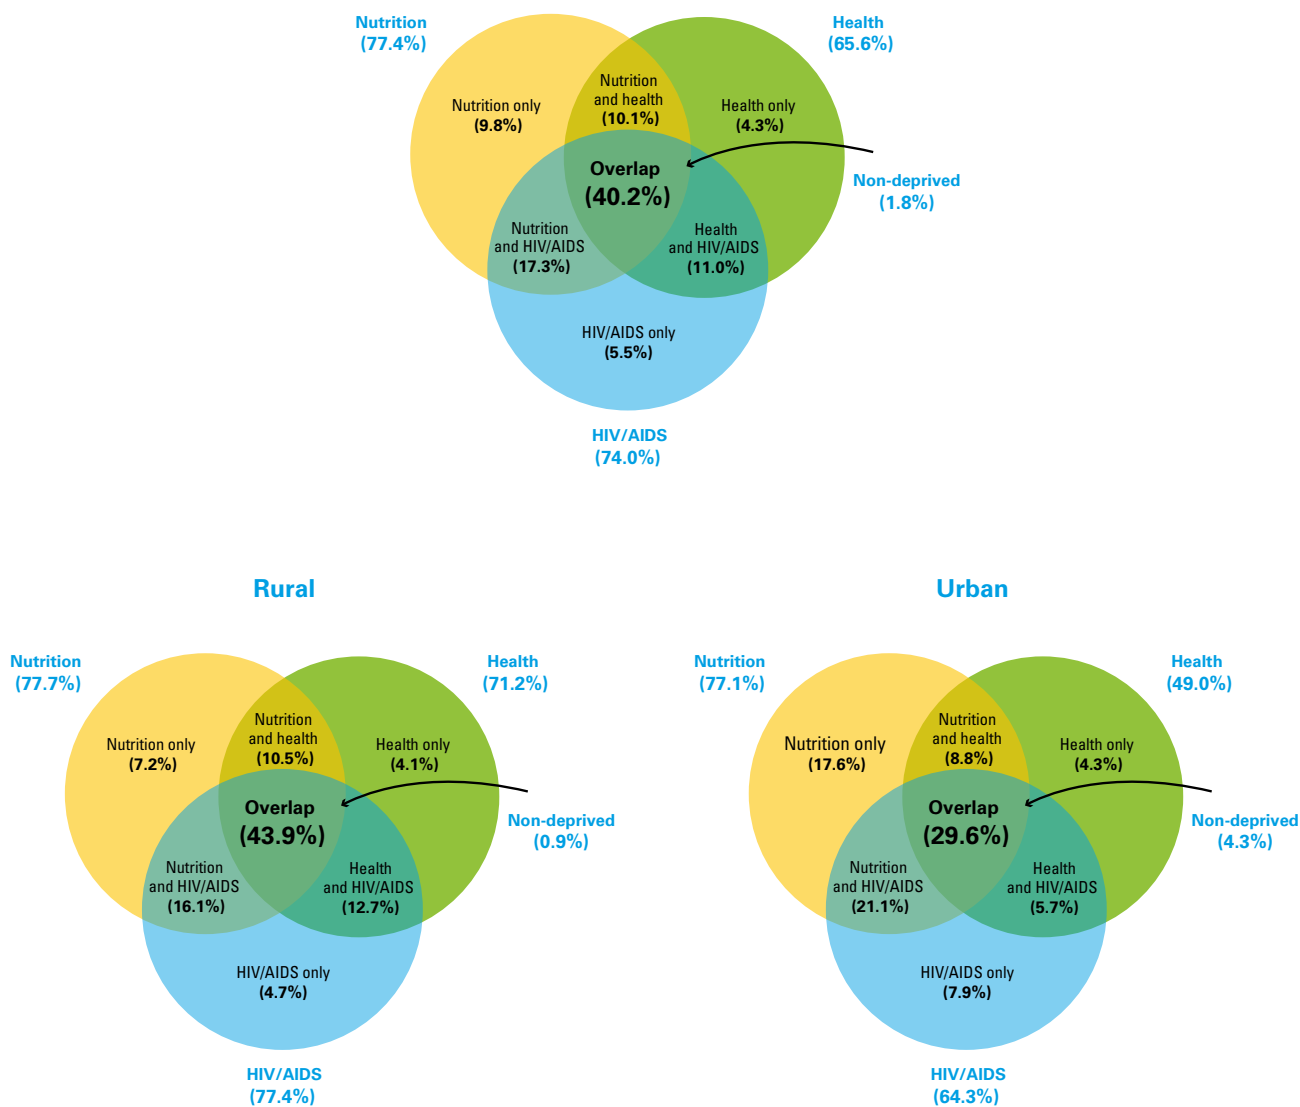 Nutrition
(77.4%)
Health
(65.6%)
Nutrition only
(9.8%)
Nutrition
and health
(10.1%)
Health only
(4.3%)
Overlap
(40.2%)
Non-deprived
(1.8%)
Nutrition
and HIV/AIDS
(17.3%)
Health
and HIV/AIDS
(11.0%)
HIV/AIDS only
(5.5%)
HIV/AIDS
(74.0%)
Rural
Nutrition
(77.7%)
Health
(71.2%)
Nutrition only
(7.2%)
Nutrition
and health
(10.5%)
Health only
(4.1%)
Overlap
(43.9%)
Non-deprived
(0.9%)
Nutrition
and HIV/AIDS
(16.1%)
Health
and HIV/AIDS
(12.7%)
HIV/AIDS only
(4.7%)
HIV/AIDS
(77.4%)
Urban
Nutrition
(77.1%)
Health
(49.0%)
Nutrition only
(17.6%)
Nutrition
and health
(8.8%)
Health only
(4.3%)
Overlap
(29.6%)
Non-deprived
(4.3%)
Nutrition
and HIV/AIDS
(21.1%)
Health
and HIV/AIDS
(5.7%)
HIV/AIDS only
(7.9%)
HIV/AIDS
(64.3%)